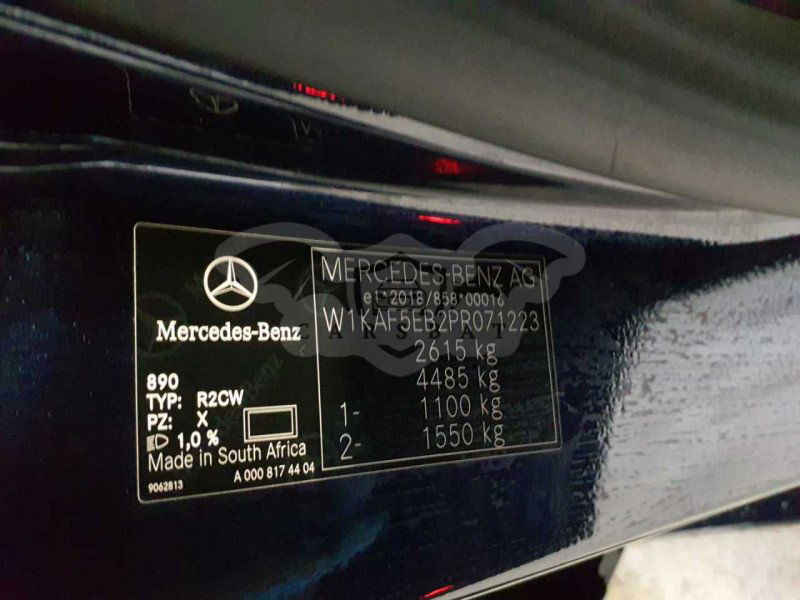 Mercedes-Benz
890
TYP: R2CW
PZ: X
1,0 %
Made in South Africa
9062813
A 000 817 44 04
MERCEDES-BENZ AG
e1*2018/858*00016
W1KAF5EB2PR071223
2615 kg
4485 kg
1- 1100 kg
2- 1550 kg